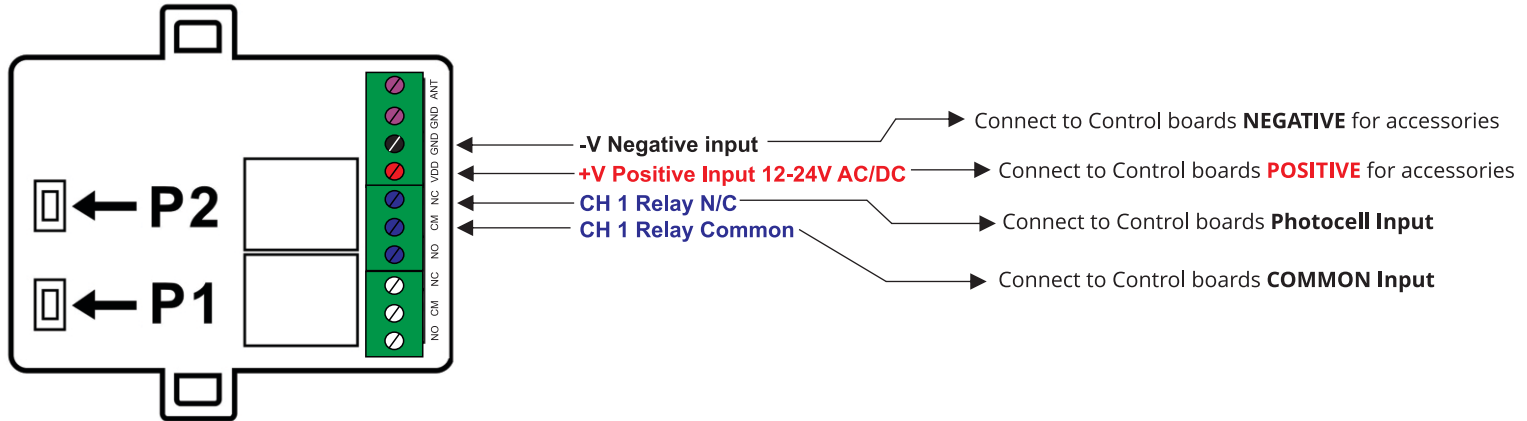 P2
P1
ANT
GND
GND
VDD
NC
CM
NO
NC
CM
NO
-V Negative input
Connect to Control boards NEGATIVE for accessories
+V Positive Input 12-24V AC/DC
Connect to Control boards POSITIVE for accessories
CH 1 Relay N/C
Connect to Control boards Photocell Input
CH 1 Relay Common
Connect to Control boards COMMON Input